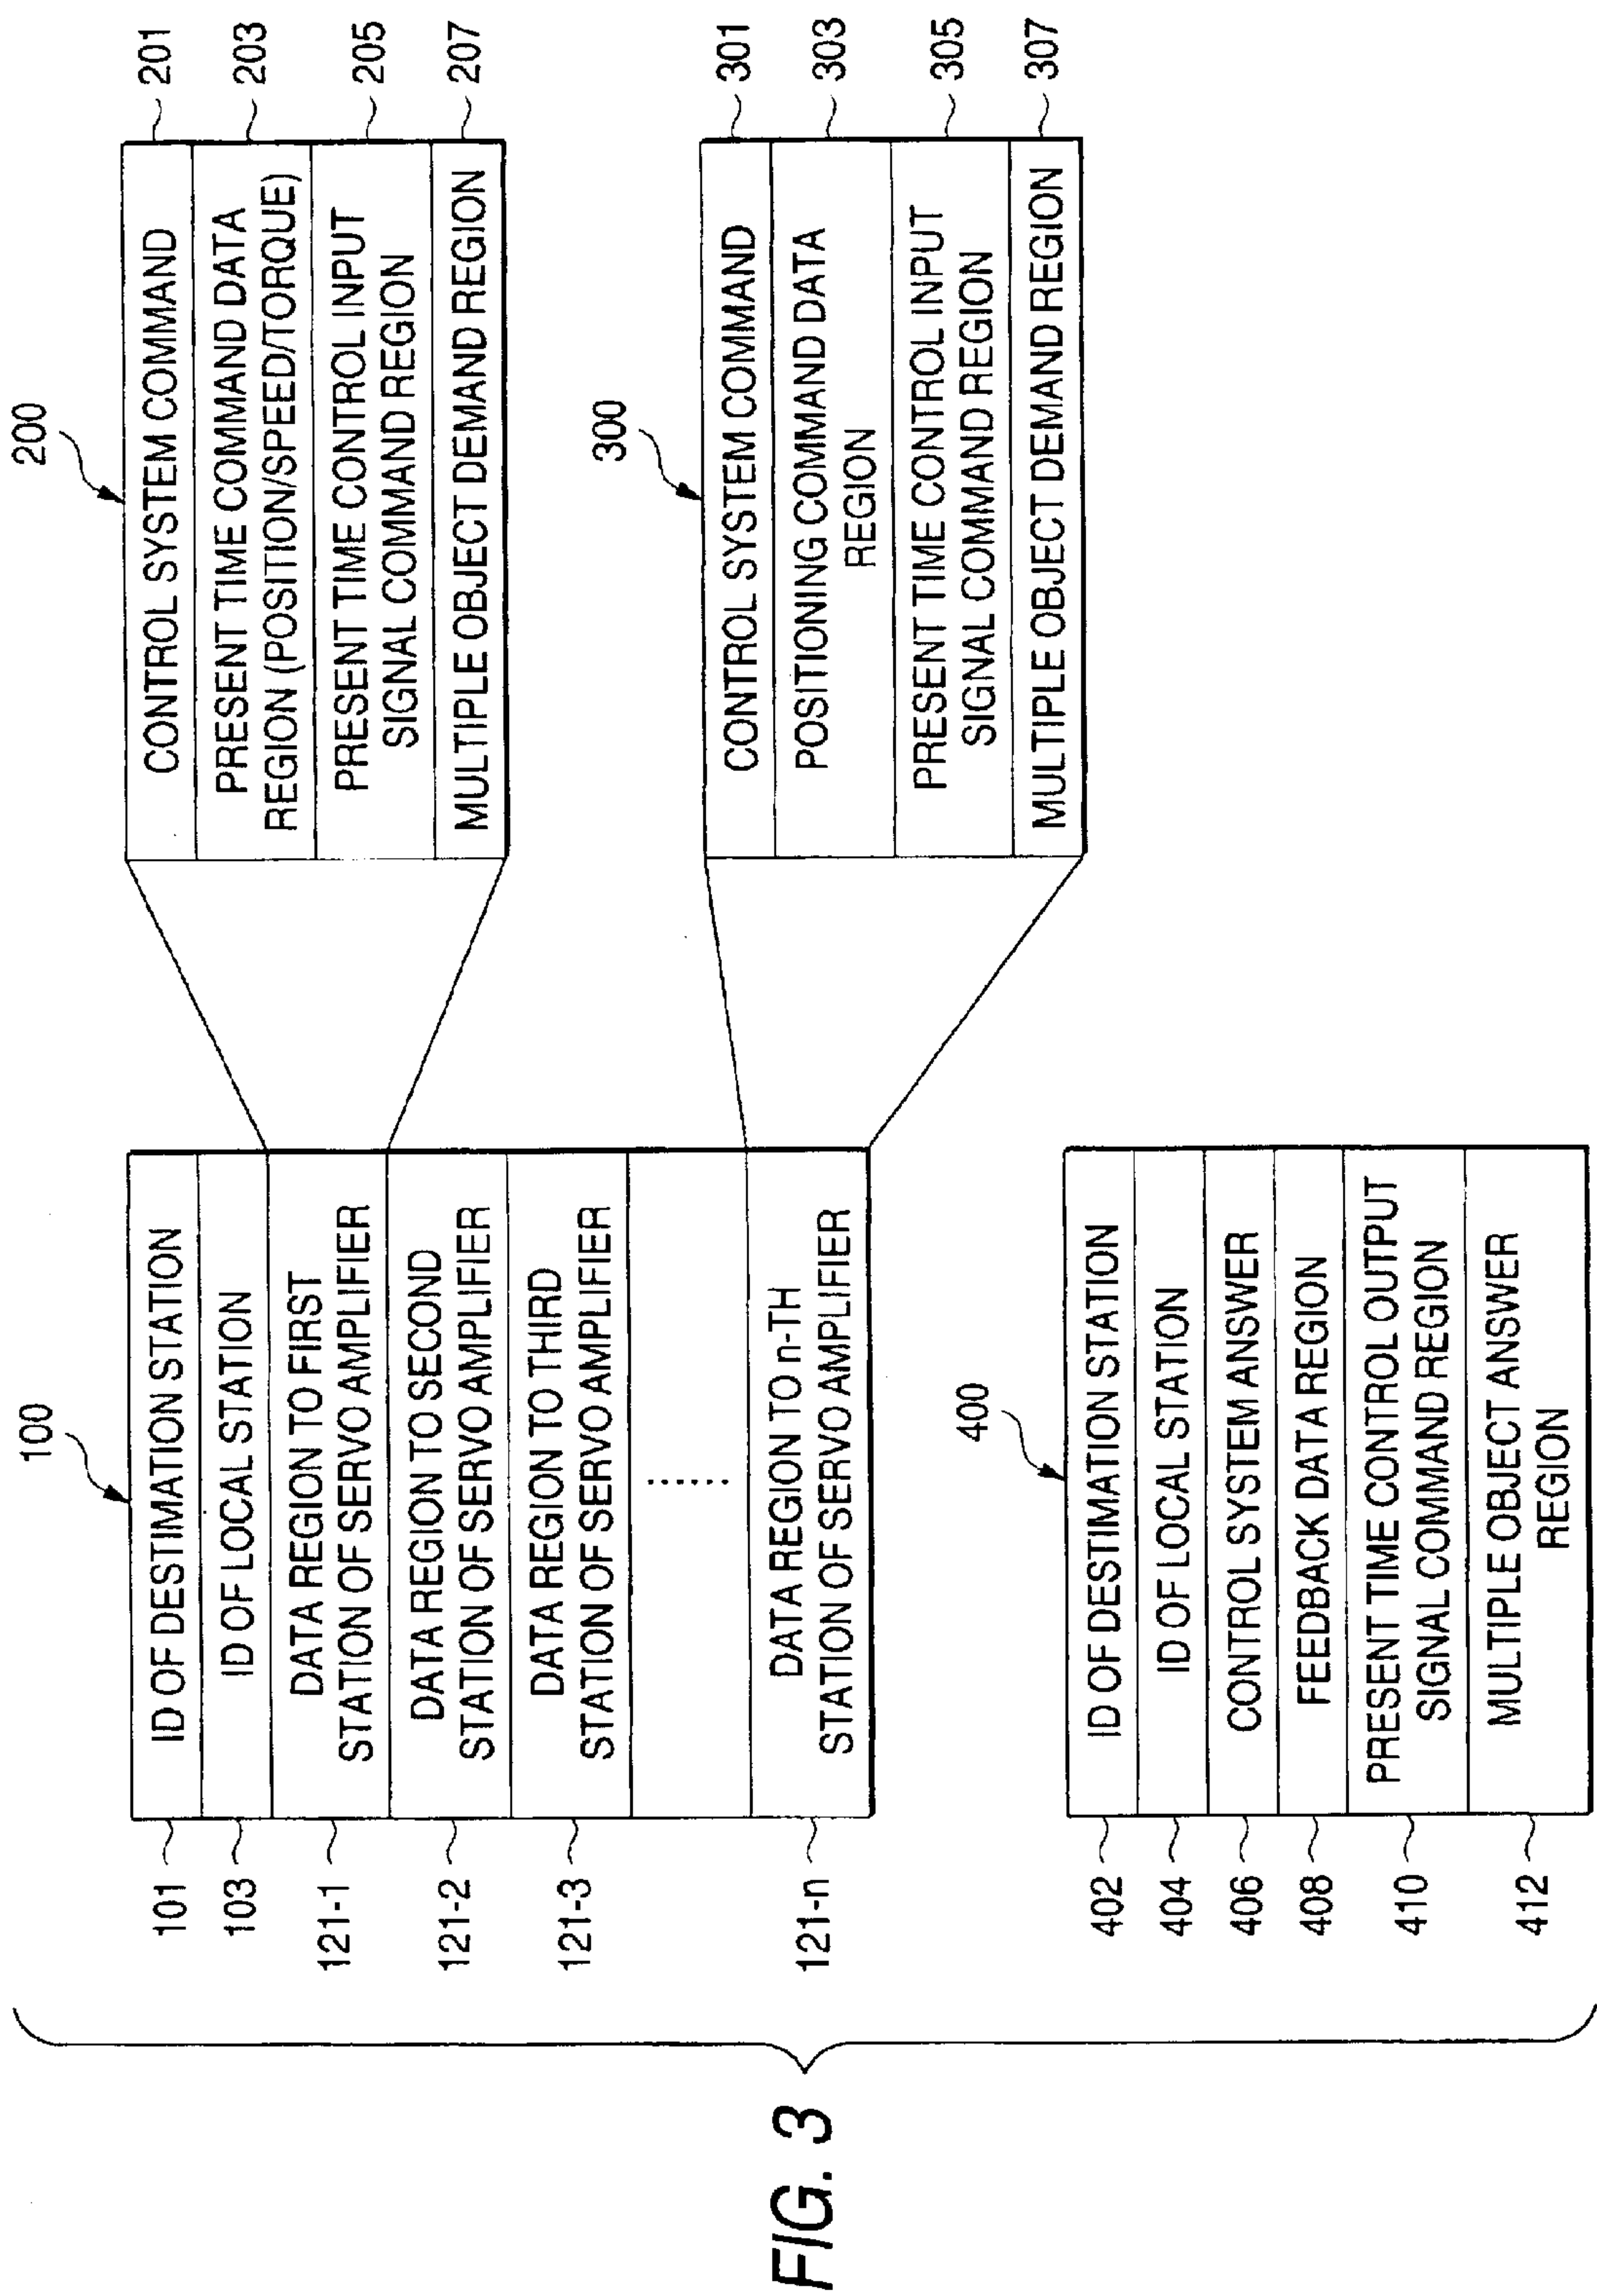 FIG. 3
100
101
ID OF DESTIMATION STATION
103
ID OF LOCAL STATION
121-1
DATA REGION TO FIRST
STATION OF SERVO AMPLIFIER
121-2
DATA REGION TO SECOND
STATION OF SERVO AMPLIFIER
121-3
DATA REGION TO THIRD
STATION OF SERVO AMPLIFIER
.......
121-n
DATA REGION TO n-TH
STATION OF SERVO AMPLIFIER
200
CONTROL SYSTEM COMMAND
201
PRESENT TIME COMMAND DATA
REGION (POSITION/SPEED/TORQUE)
203
PRESENT TIME CONTROL INPUT
SIGNAL COMMAND REGION
205
MULTIPLE OBJECT DEMAND REGION
207
300
CONTROL SYSTEM COMMAND
301
POSITIONING COMMAND DATA
REGION
303
PRESENT TIME CONTROL INPUT
SIGNAL COMMAND REGION
305
MULTIPLE OBJECT DEMAND REGION
307
400
402
ID OF DESTIMATION STATION
404
ID OF LOCAL STATION
406
CONTROL SYSTEM ANSWER
408
FEEDBACK DATA REGION
410
PRESENT TIME CONTROL OUTPUT
SIGNAL COMMAND REGION
412
MULTIPLE OBJECT ANSWER
REGION